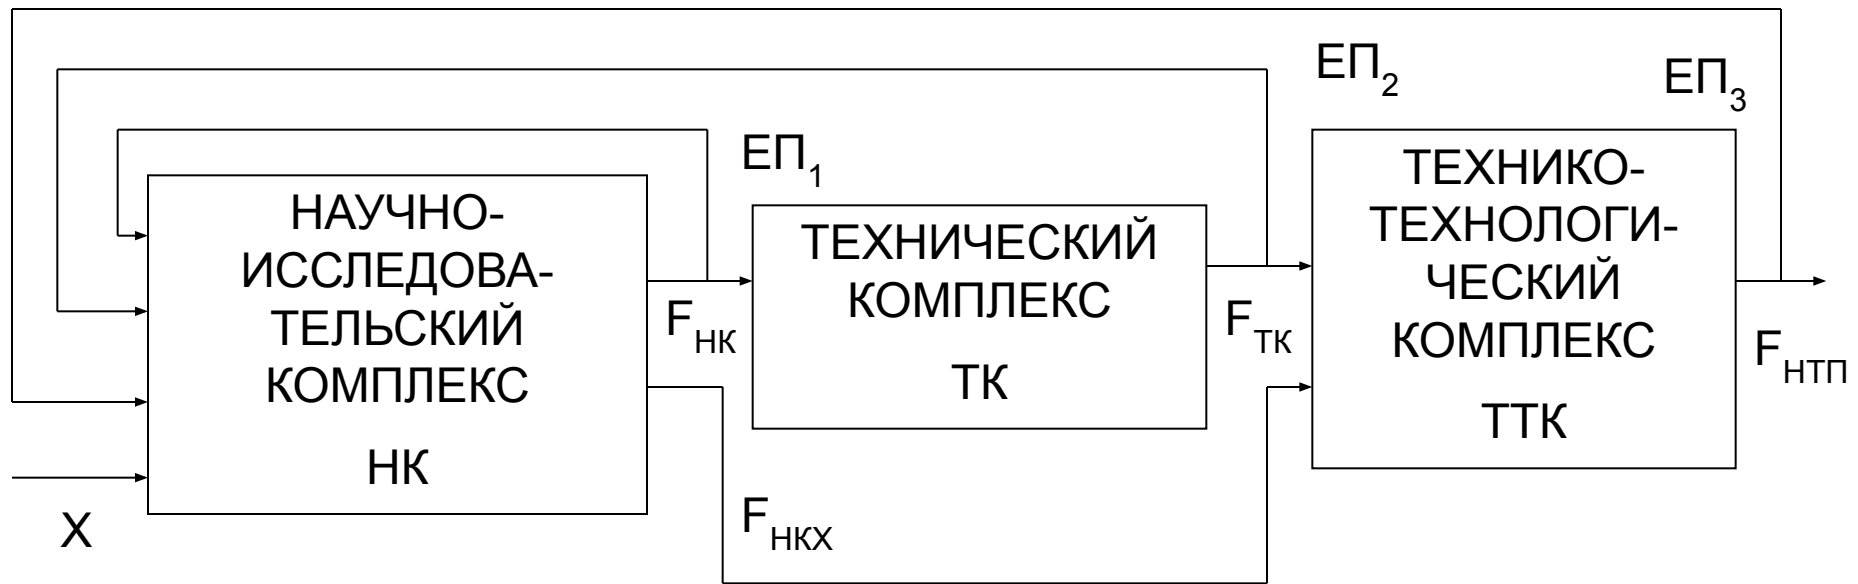 ЕП2
ЕП3
ЕП1
НАУЧНО-
ИССЛЕДОВА-
ТЕЛЬСКИЙ
КОМПЛЕКС
НК
FНК
ТЕХНИЧЕСКИЙ
КОМПЛЕКС
ТК
FТК
ТЕХНИКО-
ТЕХНОЛОГИ-
ЧЕСКИЙ
КОМПЛЕКС
ТТК
FНТП
X
FНКХ